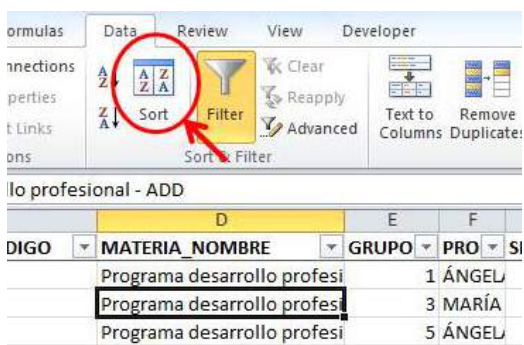 ormulas Data Review View Developer
nnections
perties
t Links
ons
A Z
Z A
A Z Z A
Sort
Filter
Clear
Reapply
Advanced
Sort & Filter
Text to Columns
Remove Duplicates
llo profesional - ADD
D E F
DIGO MATERIA_NOMBRE GRUPO PRO
Programa desarrollo profesi 1 ÁNGEL
Programa desarrollo profesi 3 MARÍA
Programa desarrollo profesi 5 ÁNGEL